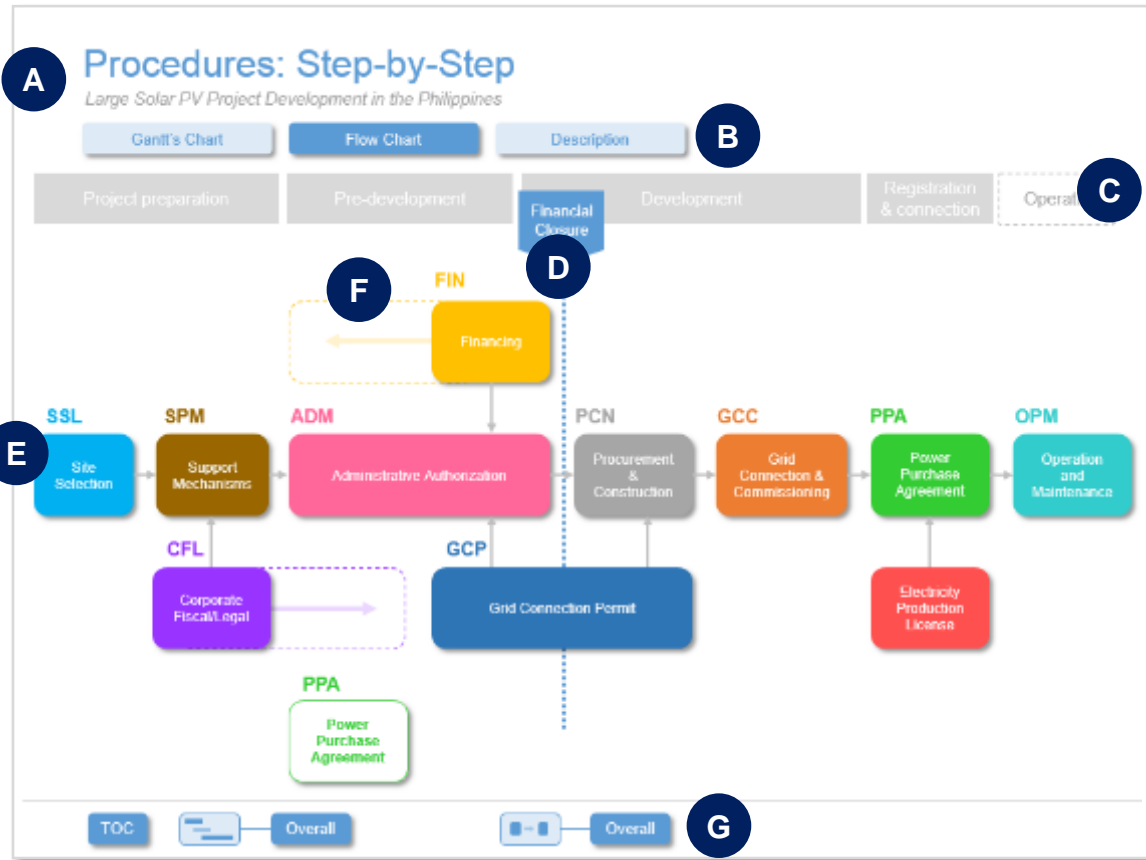 A
Procedures: Step-by-Step
Large Solar PV Project Development in the Philippines
Gantt's Chart
Flow Chart
Description
B
Project preparation
Pre-development
Financial
Closure
Development
Registration
& connection
Operat
C
D
F
FIN
Financing
SSL
SPM
ADM
PCN
GCC
PPA
OPM
E
Site
Selection
Support
Mechanisms
Administrative Authorization
Procurement
&
Construction
Grid
Connection &
Commissioning
Power
Purchase
Agreement
Operation
and
Maintenance
CFL
GCP
Corporate
Fiscal/Legal
Grid Connection Permit
Electricity
Production
License
PPA
Power
Purchase
Agreement
TOC
Overall
Overall
G